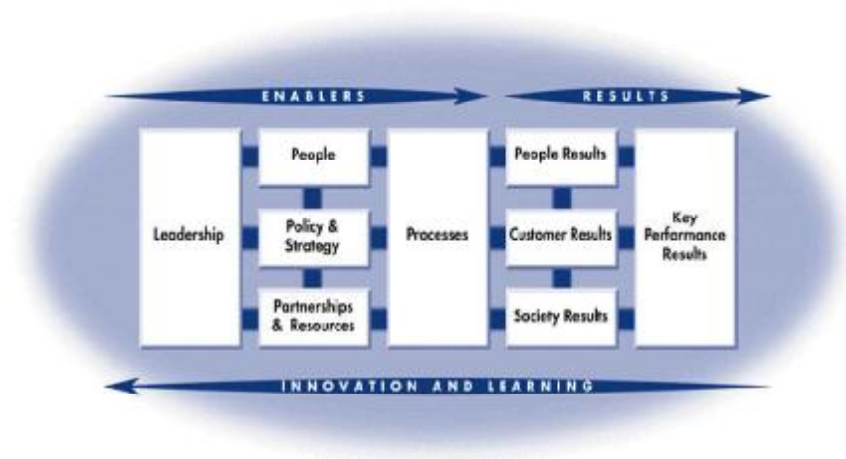 ENABLERS
RESULTS
People
People Results
Leadership
Policy &
Strategy
Processes
Customer Results
Key
Performance
Results
Partnerships
& Resources
Society Results
INNOVATION AND LEARNING